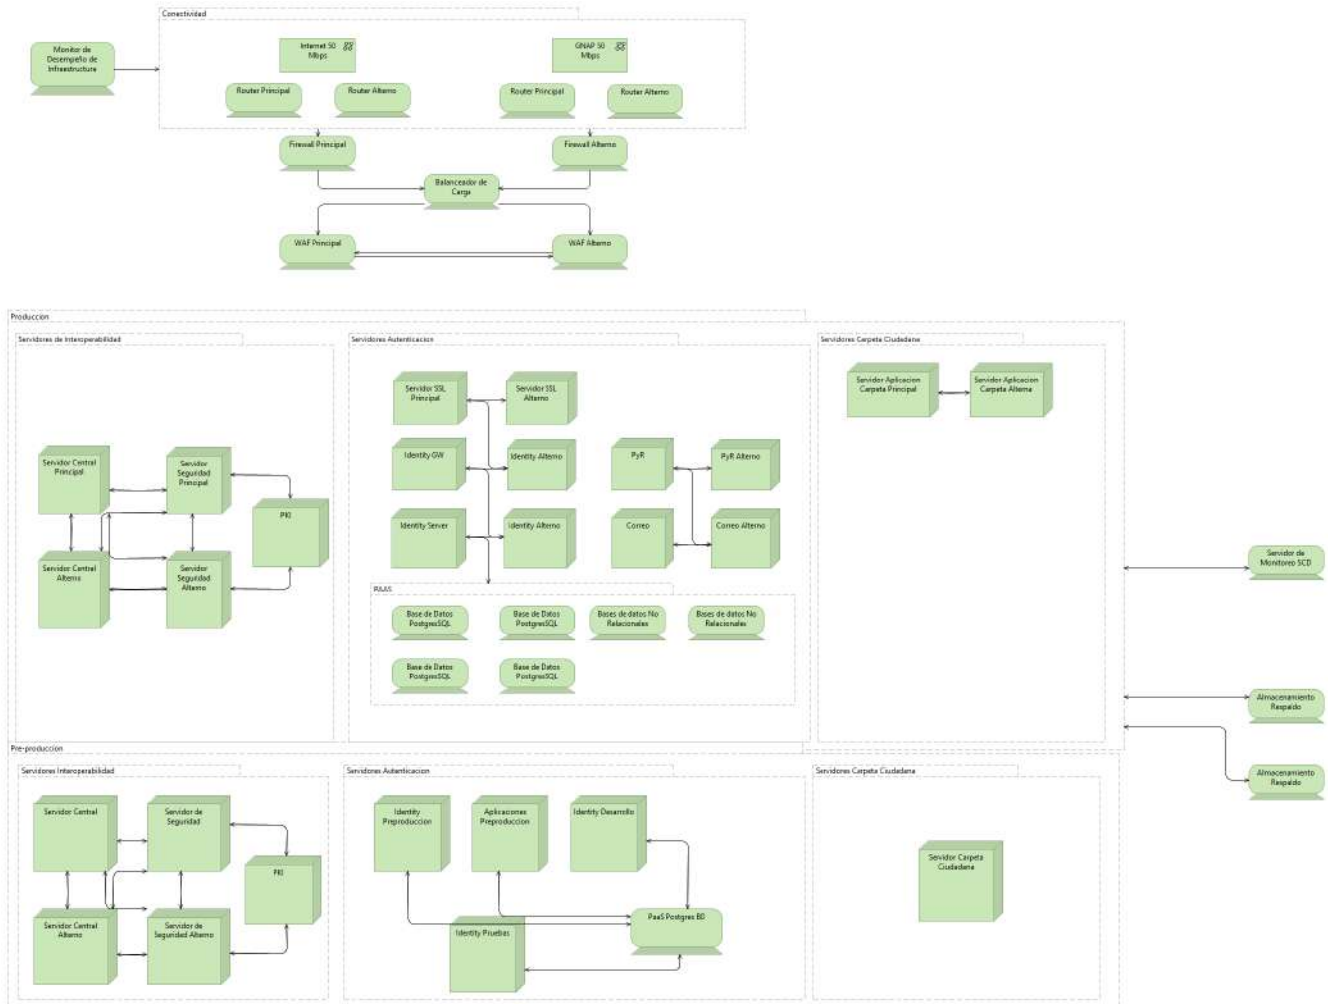 Conectividad
Monitor de
Desempeño de
Infraestructura
Internet 50
Mbps
GNAP 50
Mbps
Router Principal
Router Alterno
Router Principal
Router Alterno
Firewall Principal
Firewall Alterno
Balanceador de
Carga
WAF Principal
WAF Alterno
Produccion
Servidores de Interoperabilidad
Servidor Central
Principal
Servidor
Seguridad
Principal
PKI
Servidor Central
Alterno
Servidor
Seguridad
Alterno
Servidores Autenticacion
Servidor SSL
Principal
Servidor SSL
Alterno
Identity GW
Identity Alterno
PyR
PyR Alterno
Identity Server
Identity Alterno
Correo
Correo Alterno
PAAS
Base de Datos
PostgresSQL
Base de Datos
PostgresSQL
Bases de datos No
Relacionales
Bases de datos No
Relacionales
Base de Datos
PostgresSQL
Base de Datos
PostgresSQL
Servidores Carpeta Ciudadana
Servidor Aplicacion
Carpeta Principal
Servidor Aplicacion
Carpeta Alterna
Servidor de
Monitoreo SCD
Almacenamiento
Respaldo
Almacenamiento
Respaldo
Pre-produccion
Servidores Interoperabilidad
Servidor Central
Servidor de
Seguridad
PKI
Servidor Central
Alterno
Servidor de
Seguridad Alterno
Servidores Autenticacion
Identity
Preproduccion
Aplicaciones
Preproduccion
Identity Desarrollo
Identity Pruebas
PaaS Postgres BD
Servidores Carpeta Ciudadana
Servidor Carpeta
Ciudadana